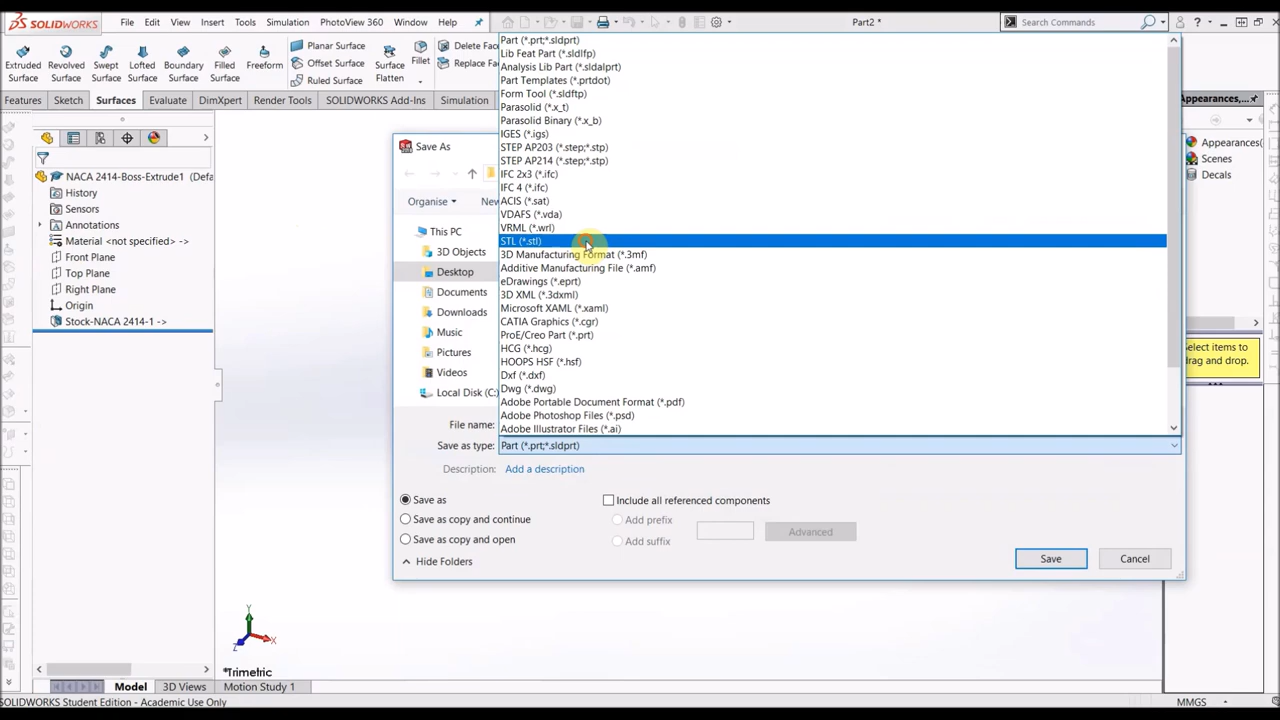 SOLIDWORKS File Edit View Insert Tools Simulation PhotoView 360 Window Help Part2 * Search Commands
Extruded Surface Revolved Surface Swept Surface Lofted Surface Boundary Surface Filled Surface Freeform Planar Surface Offset Surface Ruled Surface Surface Flatten Fillet Delete Face Replace Face
Features Sketch Surfaces Evaluate DimXpert Render Tools SOLIDWORKS Add-Ins Simulation
Part (*.prt;*.sldprt)
Lib Feat Part (*.sldlfp)
Analysis Lib Part (*.sldalprt)
Part Templates (*.prtdot)
Form Tool (*.sldftp)
Parasolid (*.x_t)
Parasolid Binary (*.x_b)
IGES (*.igs)
STEP AP203 (*.step;*.stp)
STEP AP214 (*.step;*.stp)
IFC 2x3 (*.ifc)
IFC 4 (*.ifc)
ACIS (*.sat)
VDAFS (*.vda)
VRML (*.wrl)
STL (*.stl)
3D Manufacturing Format (*.3mf)
Additive Manufacturing File (*.amf)
eDrawings (*.eprt)
3D XML (*.3dxml)
Microsoft XAML (*.xaml)
CATIA Graphics (*.cgr)
ProE/Creo Part (*.prt)
HCG (*.hcg)
HOOPS HSF (*.hsf)
Dxf (*.dxf)
Dwg (*.dwg)
Adobe Portable Document Format (*.pdf)
Adobe Photoshop Files (*.psd)
Adobe Illustrator Files (*.ai)
NACA 2414-Boss-Extrude1 (Defa
History
Sensors
Annotations
Material <not specified> ->
Front Plane
Top Plane
Right Plane
Origin
Stock-NACA 2414-1 ->
Save As
Organise
This PC
3D Objects
Desktop
Documents
Downloads
Music
Pictures
Videos
Local Disk (C:)
File name:
Save as type: Part (*.prt;*.sldprt)
Description: Add a description
Save as
Save as copy and continue
Save as copy and open
Include all referenced components
Add prefix
Add suffix
Advanced
Hide Folders
Save
Cancel
Appearances,...
Appearances(
Scenes
Decals
Select items to
drag and drop.
Y
X
Z
*Trimetric
Model 3D Views Motion Study 1
SOLIDWORKS Student Edition - Academic Use Only
MMGS